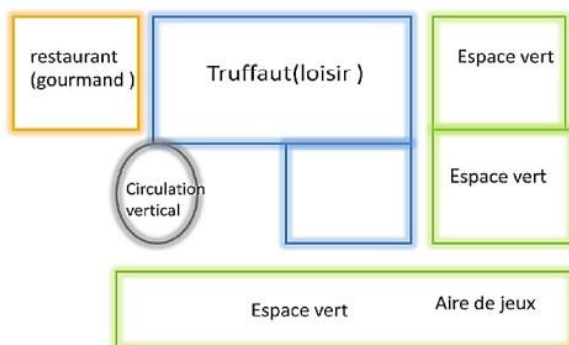 restaurant
(gourmand )
Truffaut(loisir )
Espace vert
Circulation
vertical
Espace vert
Espace vert
Aire de jeux